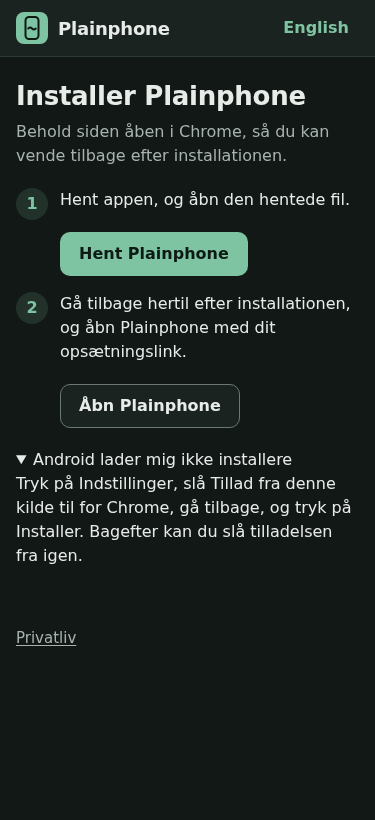 Plainphone
English
Installer Plainphone
Behold siden åben i Chrome, så du kan
vende tilbage efter installationen.
1
Hent appen, og åbn den hentede fil.
Hent Plainphone
2
Gå tilbage hertil efter installationen,
og åbn Plainphone med dit
opsætningslink.
Åbn Plainphone
▼ Android lader mig ikke installere
Tryk på Indstillinger, slå Tillad fra denne
kilde til for Chrome, gå tilbage, og tryk på
Installer. Bagefter kan du slå tilladelsen
fra igen.
Privatliv